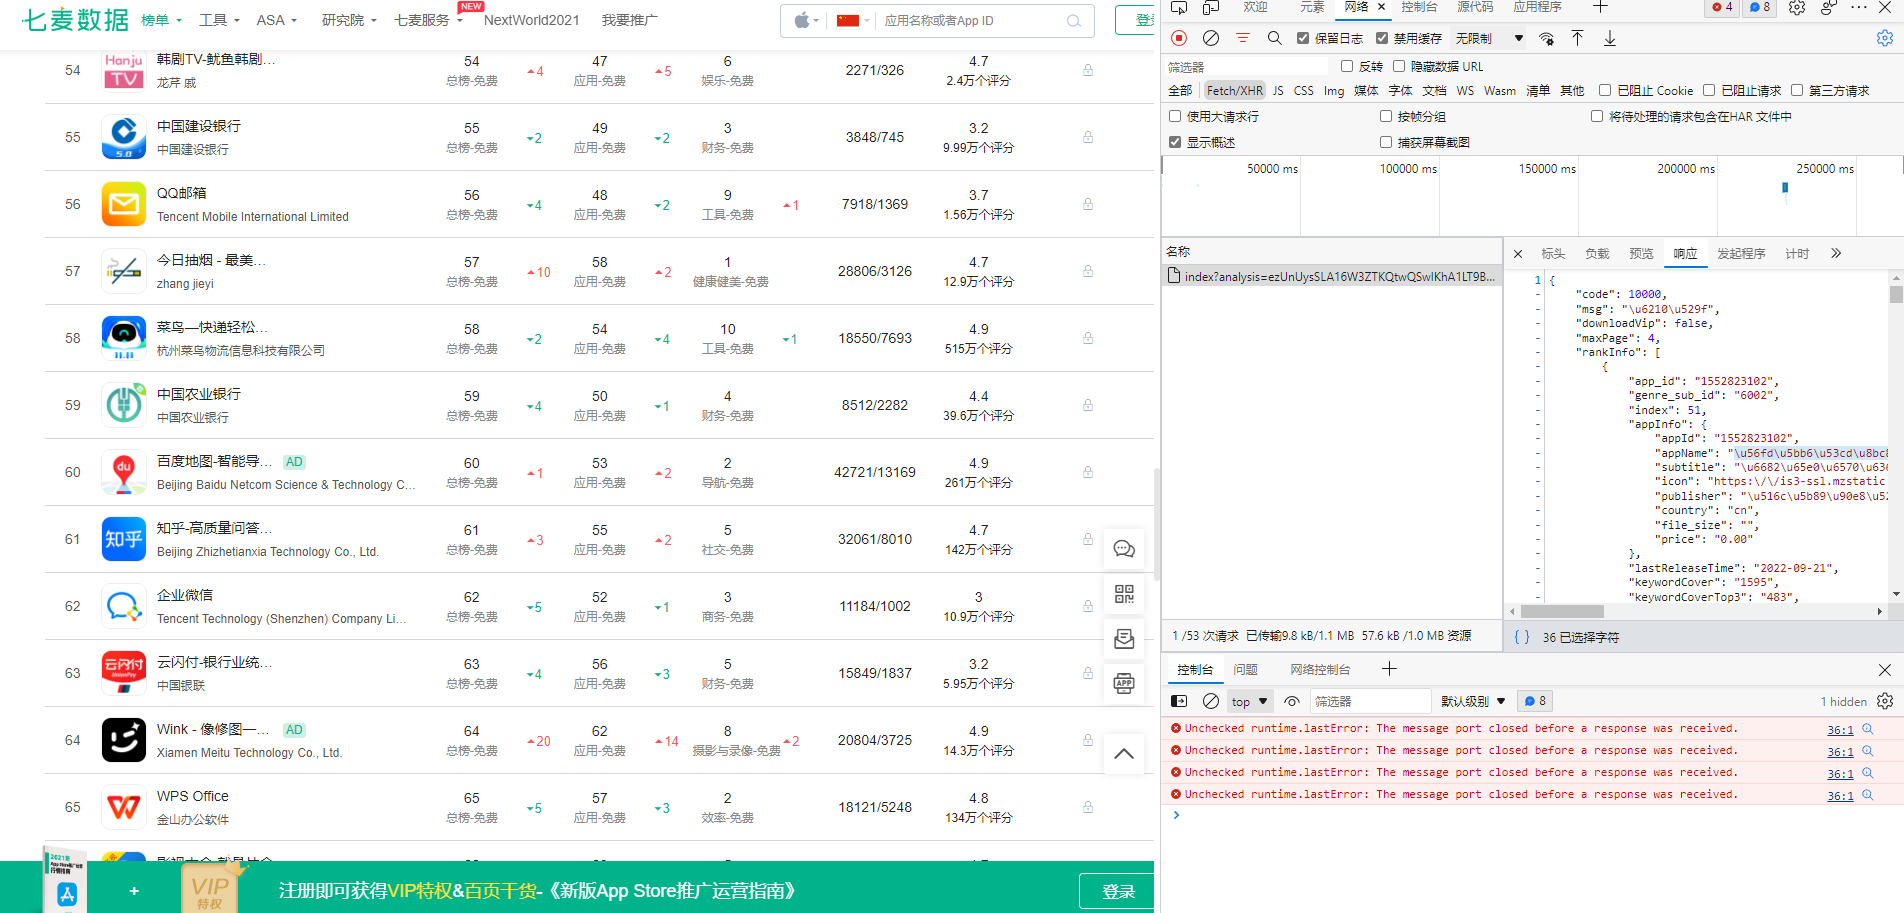 七麦数据 榜单 工具 ASA 研究院 七麦服务 NEW NextWorld2021 我要推广 应用名称或者App ID
54 韩剧TV-鱿鱼韩剧… 54 4 47 5 6 2271/326 4.7
龙芹 戚 总榜-免费 应用-免费 娱乐-免费 2.4万个评分
55 中国建设银行 55 2 49 2 3 3848/745 3.2
中国建设银行 总榜-免费 应用-免费 财务-免费 9.99万个评分
56 QQ邮箱 56 4 48 2 9 1 7918/1369 3.7
Tencent Mobile International Limited 总榜-免费 应用-免费 工具-免费 1.56万个评分
57 今日抽烟 - 最美… 57 10 58 2 1 28806/3126 4.7
zhang jieyi 总榜-免费 应用-免费 健康健美-免费 12.9万个评分
58 菜鸟—快递轻松… 58 2 54 4 10 1 18550/7693 4.9
杭州菜鸟物流信息科技有限公司 总榜-免费 应用-免费 工具-免费 515万个评分
59 中国农业银行 59 4 50 1 4 8512/2282 4.4
中国农业银行 总榜-免费 应用-免费 财务-免费 39.6万个评分
60 百度地图-智能导… AD 60 1 53 2 2 42721/13169 4.9
Beijing Baidu Netcom Science & Technology C... 总榜-免费 应用-免费 导航-免费 261万个评分
61 知乎-高质量问答… 61 3 55 2 5 32061/8010 4.7
Beijing Zhizhetianxia Technology Co., Ltd. 总榜-免费 应用-免费 社交-免费 142万个评分
62 企业微信 62 5 52 1 3 11184/1002 3
Tencent Technology (Shenzhen) Company Li... 总榜-免费 应用-免费 商务-免费 10.9万个评分
63 云闪付-银行业统… 63 4 56 3 5 15849/1837 3.2
中国银联 总榜-免费 应用-免费 财务-免费 5.95万个评分
64 Wink - 像修图一… AD 64 20 62 14 8 2 20804/3725 4.9
Xiamen Meitu Technology Co., Ltd. 总榜-免费 应用-免费 摄影与录像-免费 14.3万个评分
65 WPS Office 65 5 57 3 2 18121/5248 4.8
金山办公软件 总榜-免费 应用-免费 效率-免费 134万个评分
+ VIP 特权 注册即可获得VIP特权&百页干货-《新版App Store推广运营指南》 登录
欢迎 元素 网络 控制台 源代码 应用程序 4 8
保留日志 禁用缓存 无限制
筛选器 反转 隐藏数据 URL
全部 Fetch/XHR JS CSS Img 媒体 字体 文档 WS Wasm 清单 其他 已阻止 Cookie 已阻止请求 第三方请求
使用大请求行 按帧分组 将待处理的请求包含在HAR 文件中
显示概述 捕获屏幕截图
50000 ms 100000 ms 150000 ms 200000 ms 250000 ms
名称 标头 负载 预览 响应 发起程序 计时
index?analysis=ezUnUysSLA16W3ZTKQtwQSwIKhA1LT9B...
1 {
"code": 10000,
"msg": "\u6210\u529f",
"downloadVip": false,
"maxPage": 4,
"rankInfo": [
{
"app_id": "1552823102",
"genre_sub_id": "6002",
"index": 51,
"appInfo": {
"appId": "1552823102",
"appName": "\u56fd\u5bb6\u53cd\u8bc8
"subtitle": "\u6682\u65e0\u6570\u636
"icon": "https:\/\/is3-ssl.mzstatic
"publisher": "\u516c\u5b89\u90e8\u52
"country": "cn",
"file_size": "",
"price": "0.00"
},
"lastReleaseTime": "2022-09-21",
"keywordCover": "1595",
"keywordCoverTop3": "483",
1 /53 次请求 已传输9.8 kB/1.1 MB 57.6 kB /1.0 MB 资源 { } 36 已选择字符
控制台 问题 网络控制台
top 筛选器 默认级别 8 1 hidden
Unchecked runtime.lastError: The message port closed before a response was received. 36:1
Unchecked runtime.lastError: The message port closed before a response was received. 36:1
Unchecked runtime.lastError: The message port closed before a response was received. 36:1
Unchecked runtime.lastError: The message port closed before a response was received. 36:1